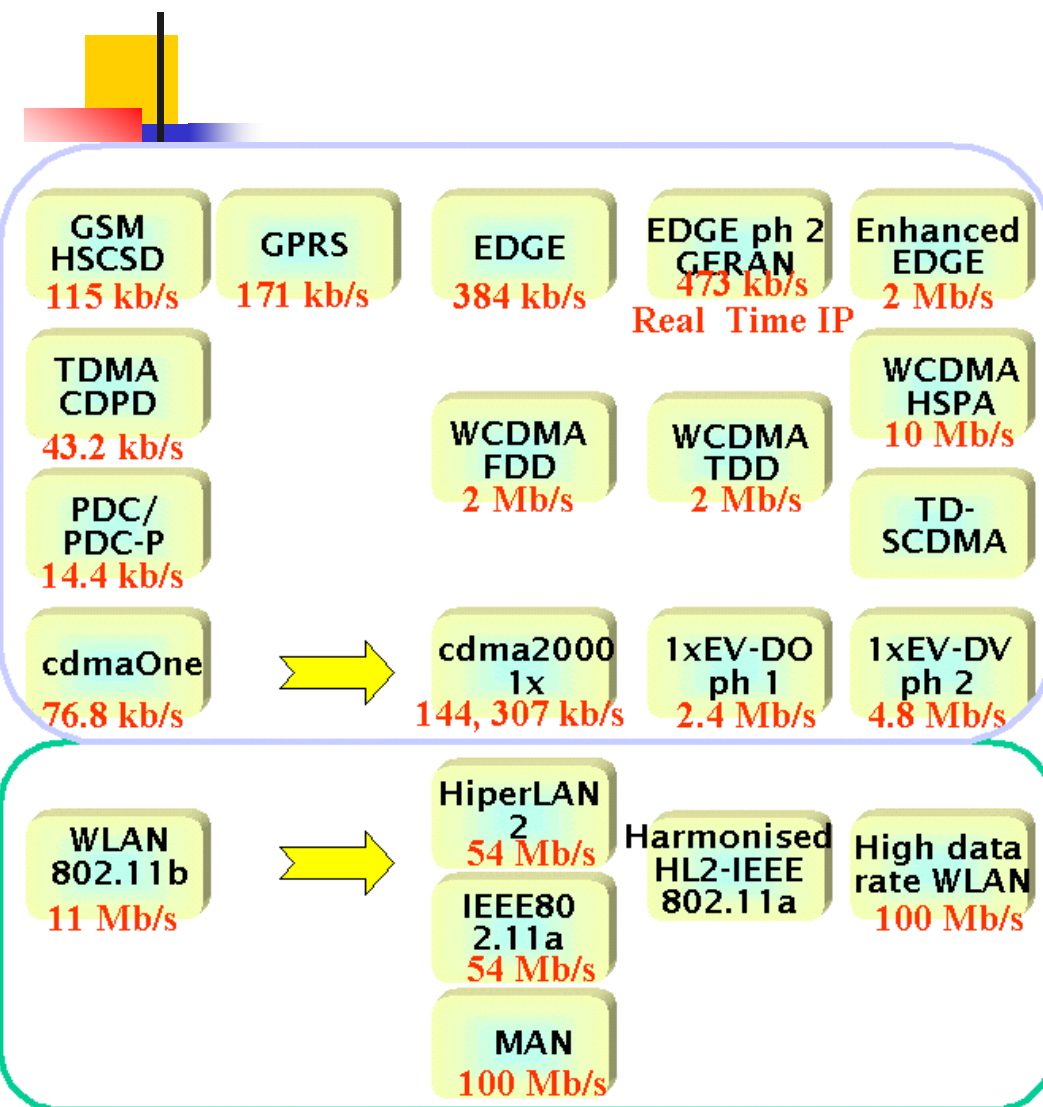 GSM
HSCSD
115 kb/s
GPRS
171 kb/s
EDGE
384 kb/s
EDGE ph 2
GERAN
473 kb/s
Real Time IP
Enhanced
EDGE
2 Mb/s
TDMA
CDPD
43.2 kb/s
WCDMA
FDD
2 Mb/s
WCDMA
TDD
2 Mb/s
WCDMA
HSPA
10 Mb/s
PDC/
PDC-P
14.4 kb/s
TD-
SCDMA
cdmaOne
76.8 kb/s
cdma2000
1x
144, 307 kb/s
1xEV-DO
ph 1
2.4 Mb/s
1xEV-DV
ph 2
4.8 Mb/s
WLAN
802.11b
11 Mb/s
HiperLAN
2
54 Mb/s
IEEE80
2.11a
54 Mb/s
MAN
100 Mb/s
Harmonised
HL2-IEEE
802.11a
High data
rate WLAN
100 Mb/s